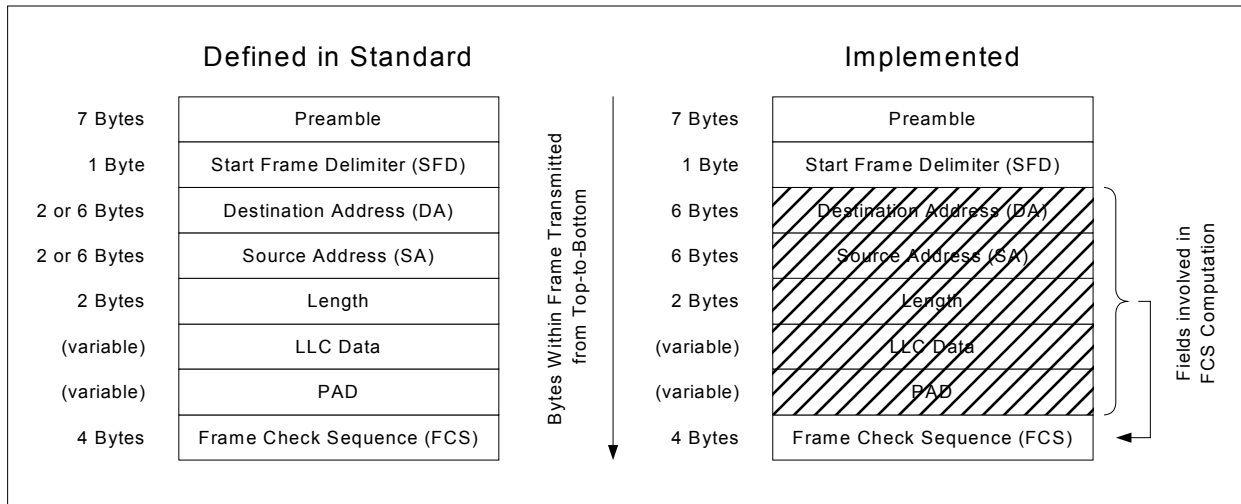 Defined in Standard
7 Bytes Preamble
1 Byte Start Frame Delimiter (SFD)
2 or 6 Bytes Destination Address (DA)
2 or 6 Bytes Source Address (SA)
2 Bytes Length
(variable) LLC Data
(variable) PAD
4 Bytes Frame Check Sequence (FCS)
Bytes Within Frame Transmitted
from Top-to-Bottom
Implemented
7 Bytes Preamble
1 Byte Start Frame Delimiter (SFD)
6 Bytes Destination Address (DA)
6 Bytes Source Address (SA)
2 Bytes Length
(variable) LLC Data
(variable) PAD
4 Bytes Frame Check Sequence (FCS)
Fields involved in
FCS Computation